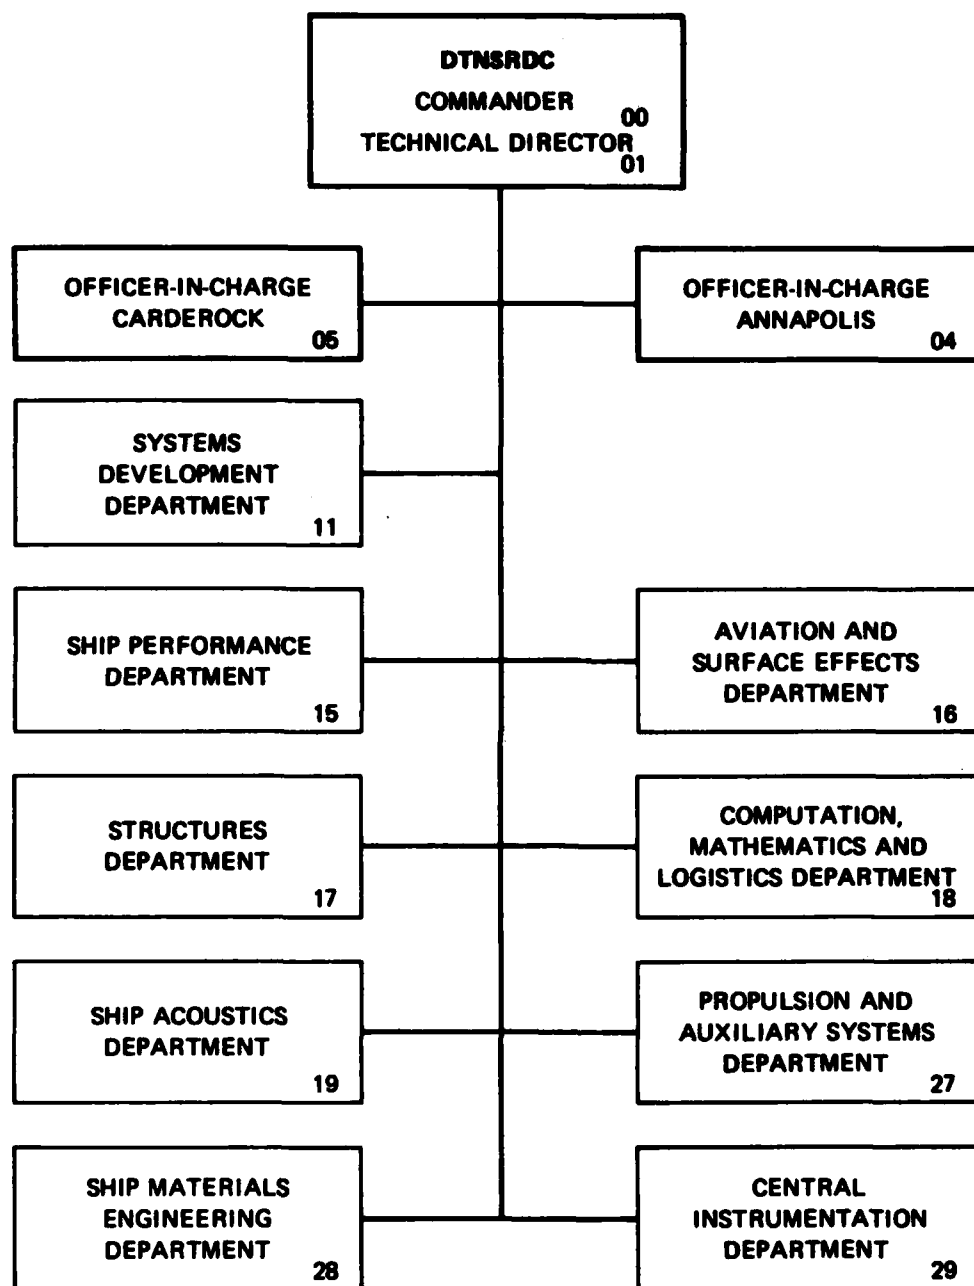 DTNSRDC
COMMANDER
00
TECHNICAL DIRECTOR
01
OFFICER-IN-CHARGE
CARDEROCK
05
OFFICER-IN-CHARGE
ANNAPOLIS
04
SYSTEMS
DEVELOPMENT
DEPARTMENT
11
SHIP PERFORMANCE
DEPARTMENT
15
AVIATION AND
SURFACE EFFECTS
DEPARTMENT
16
STRUCTURES
DEPARTMENT
17
COMPUTATION,
MATHEMATICS AND
LOGISTICS DEPARTMENT
18
SHIP ACOUSTICS
DEPARTMENT
19
PROPULSION AND
AUXILIARY SYSTEMS
DEPARTMENT
27
SHIP MATERIALS
ENGINEERING
DEPARTMENT
28
CENTRAL
INSTRUMENTATION
DEPARTMENT
29